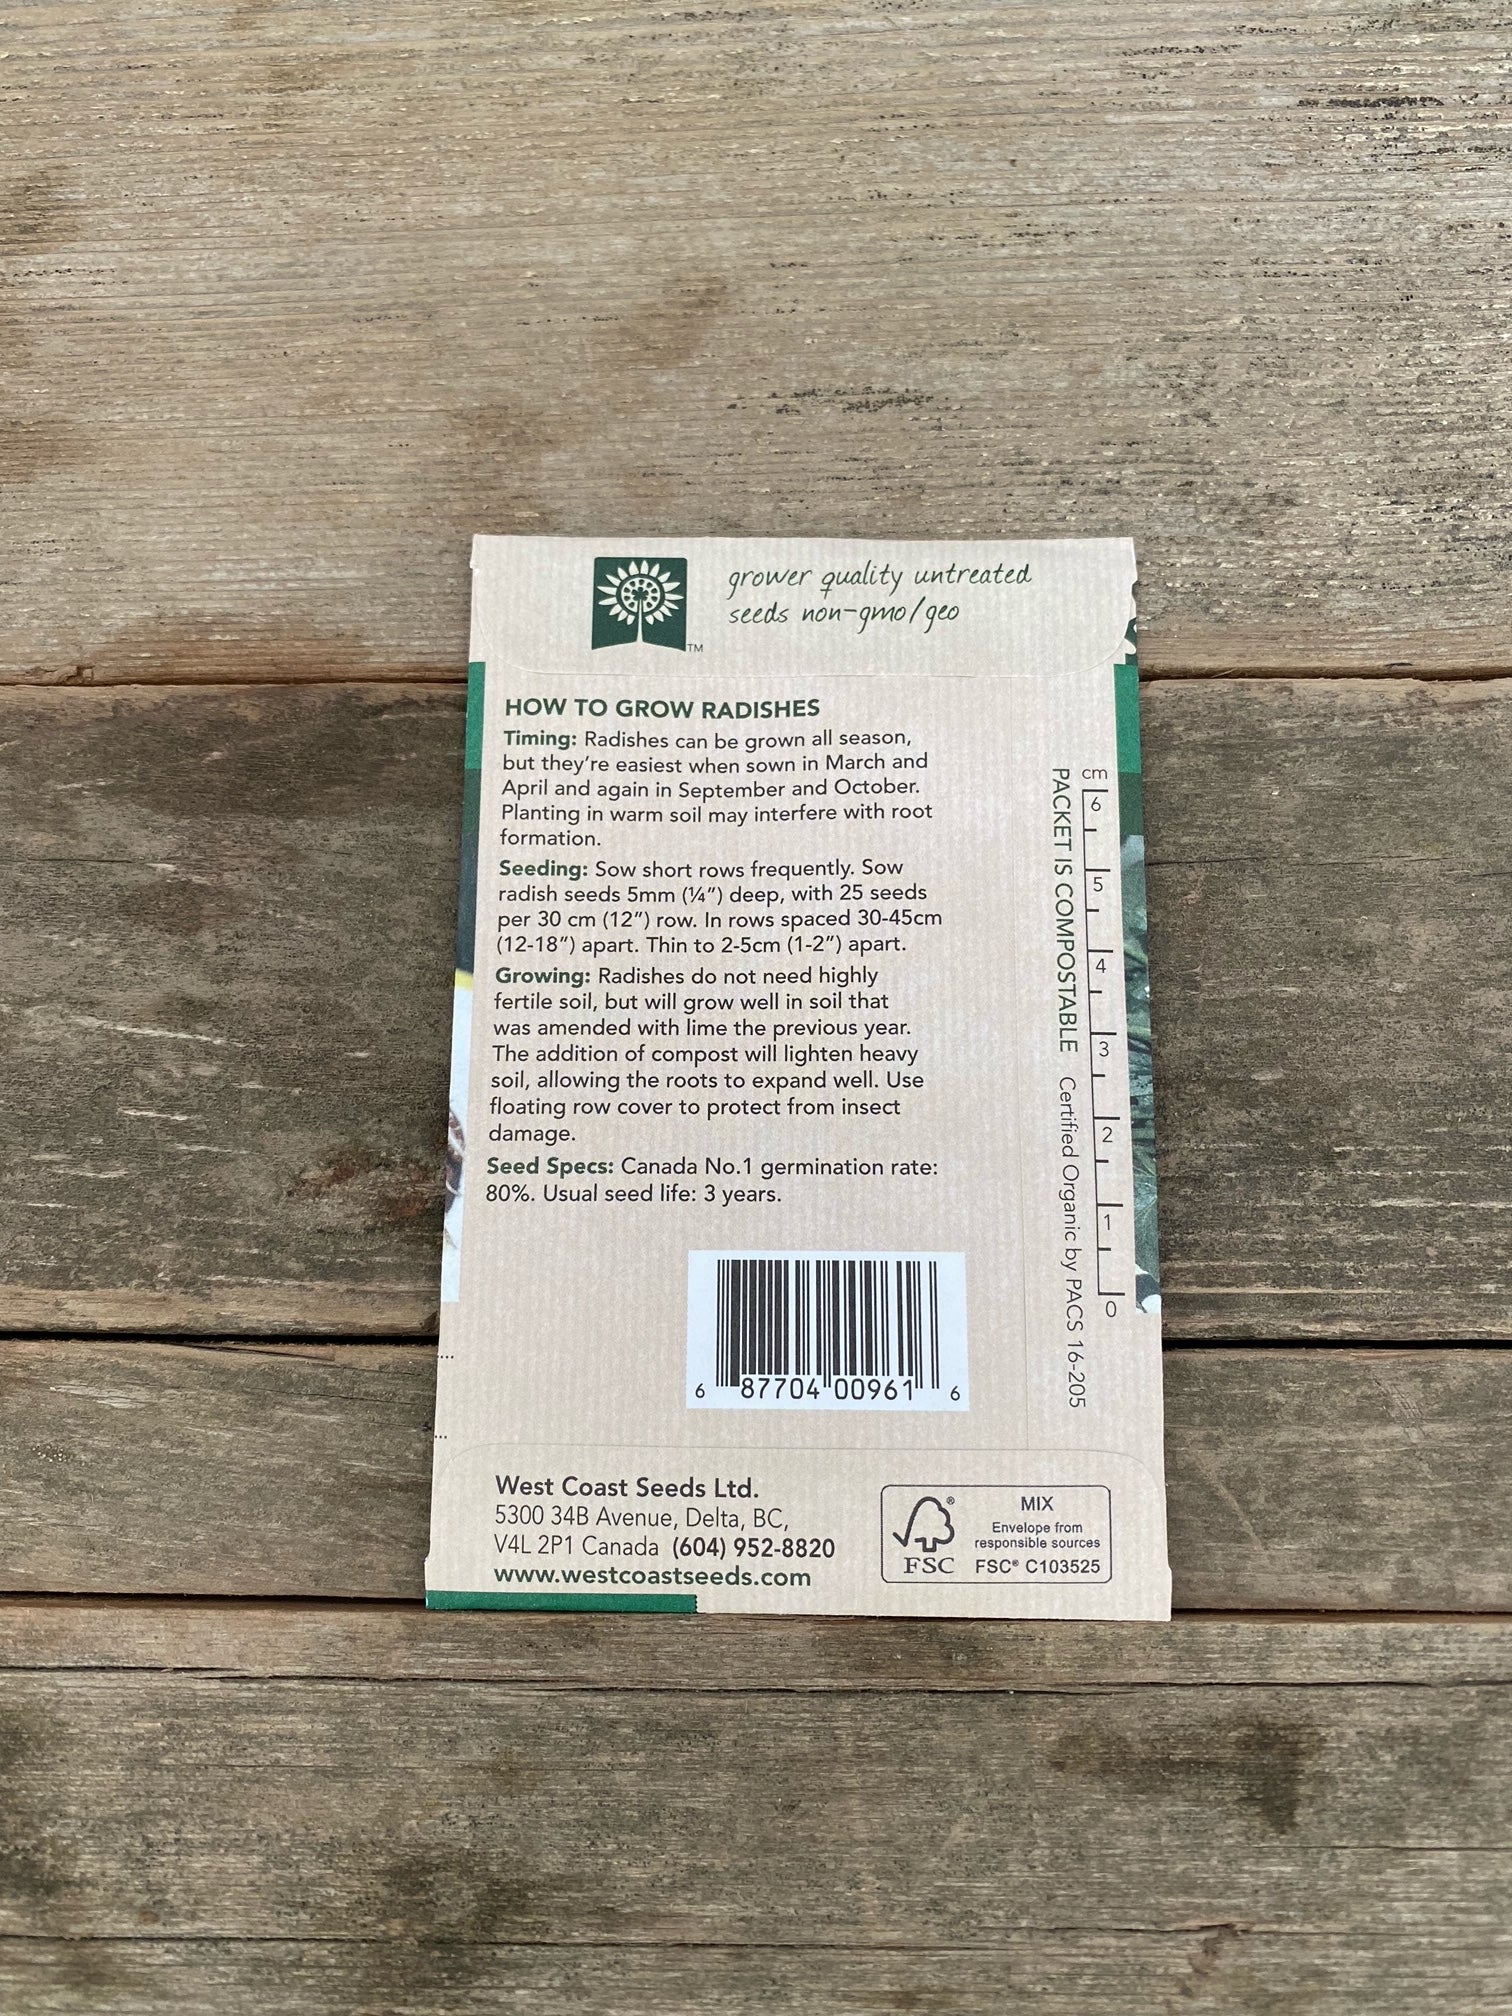 grower quality untreated
seeds non-gmo/geo
TM
HOW TO GROW RADISHES
Timing: Radishes can be grown all season,
but they're easiest when sown in March and
April and again in September and October.
Planting in warm soil may interfere with root
formation.
Seeding: Sow short rows frequently. Sow
radish seeds 5mm (¼") deep, with 25 seeds
per 30 cm (12") row. In rows spaced 30-45cm
(12-18") apart. Thin to 2-5cm (1-2") apart.
Growing: Radishes do not need highly
fertile soil, but will grow well in soil that
was amended with lime the previous year.
The addition of compost will lighten heavy
soil, allowing the roots to expand well. Use
floating row cover to protect from insect
damage.
Seed Specs: Canada No.1 germination rate:
80%. Usual seed life: 3 years.
PACKET IS COMPOSTABLE Certified Organic by PACS 16-205
cm
6
5
4
3
2
1
0
6 87704 00961 6
West Coast Seeds Ltd.
5300 34B Avenue, Delta, BC,
V4L 2P1 Canada (604) 952-8820
www.westcoastseeds.com
®
FSC
MIX
Envelope from
responsible sources
FSC® C103525